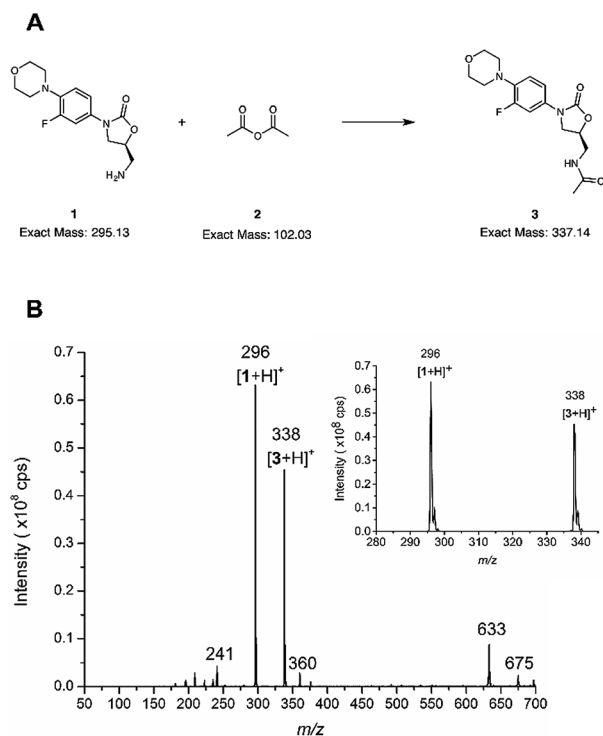 A
O
N
F
N
O
O
H₂N
+
O
O
O
O
N
F
N
O
O
HN
O
1
Exact Mass: 295.13
2
Exact Mass: 102.03
3
Exact Mass: 337.14
B
296
[1+H]⁺
338
[3+H]⁺
241
360
633
675
Intensity ( x10⁸ cps)
0.7
0.6
0.5
0.4
0.3
0.2
0.1
0.0
50 100 150 200 250 300 350 400 450 500 550 600 650 700
m/z
296
[1+H]⁺
338
[3+H]⁺
Intensity ( x10⁸ cps)
0.7
0.6
0.5
0.4
0.3
0.2
0.1
0.0
280 290 300 310 320 330 340
m/z